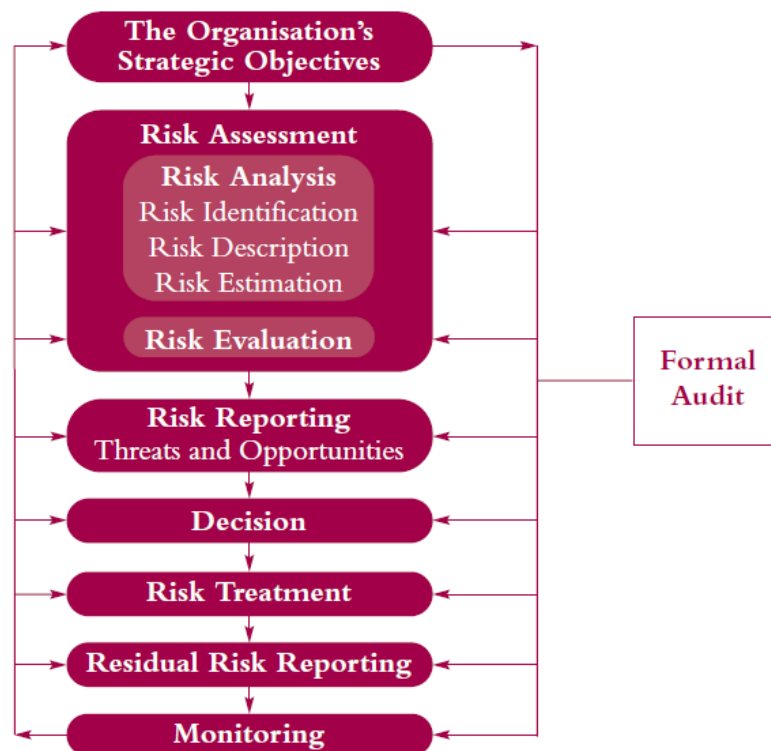 The Organisation's
Strategic Objectives
Risk Assessment
Risk Analysis
Risk Identification
Risk Description
Risk Estimation
Risk Evaluation
Risk Reporting
Threats and Opportunities
Decision
Risk Treatment
Residual Risk Reporting
Monitoring
Formal
Audit